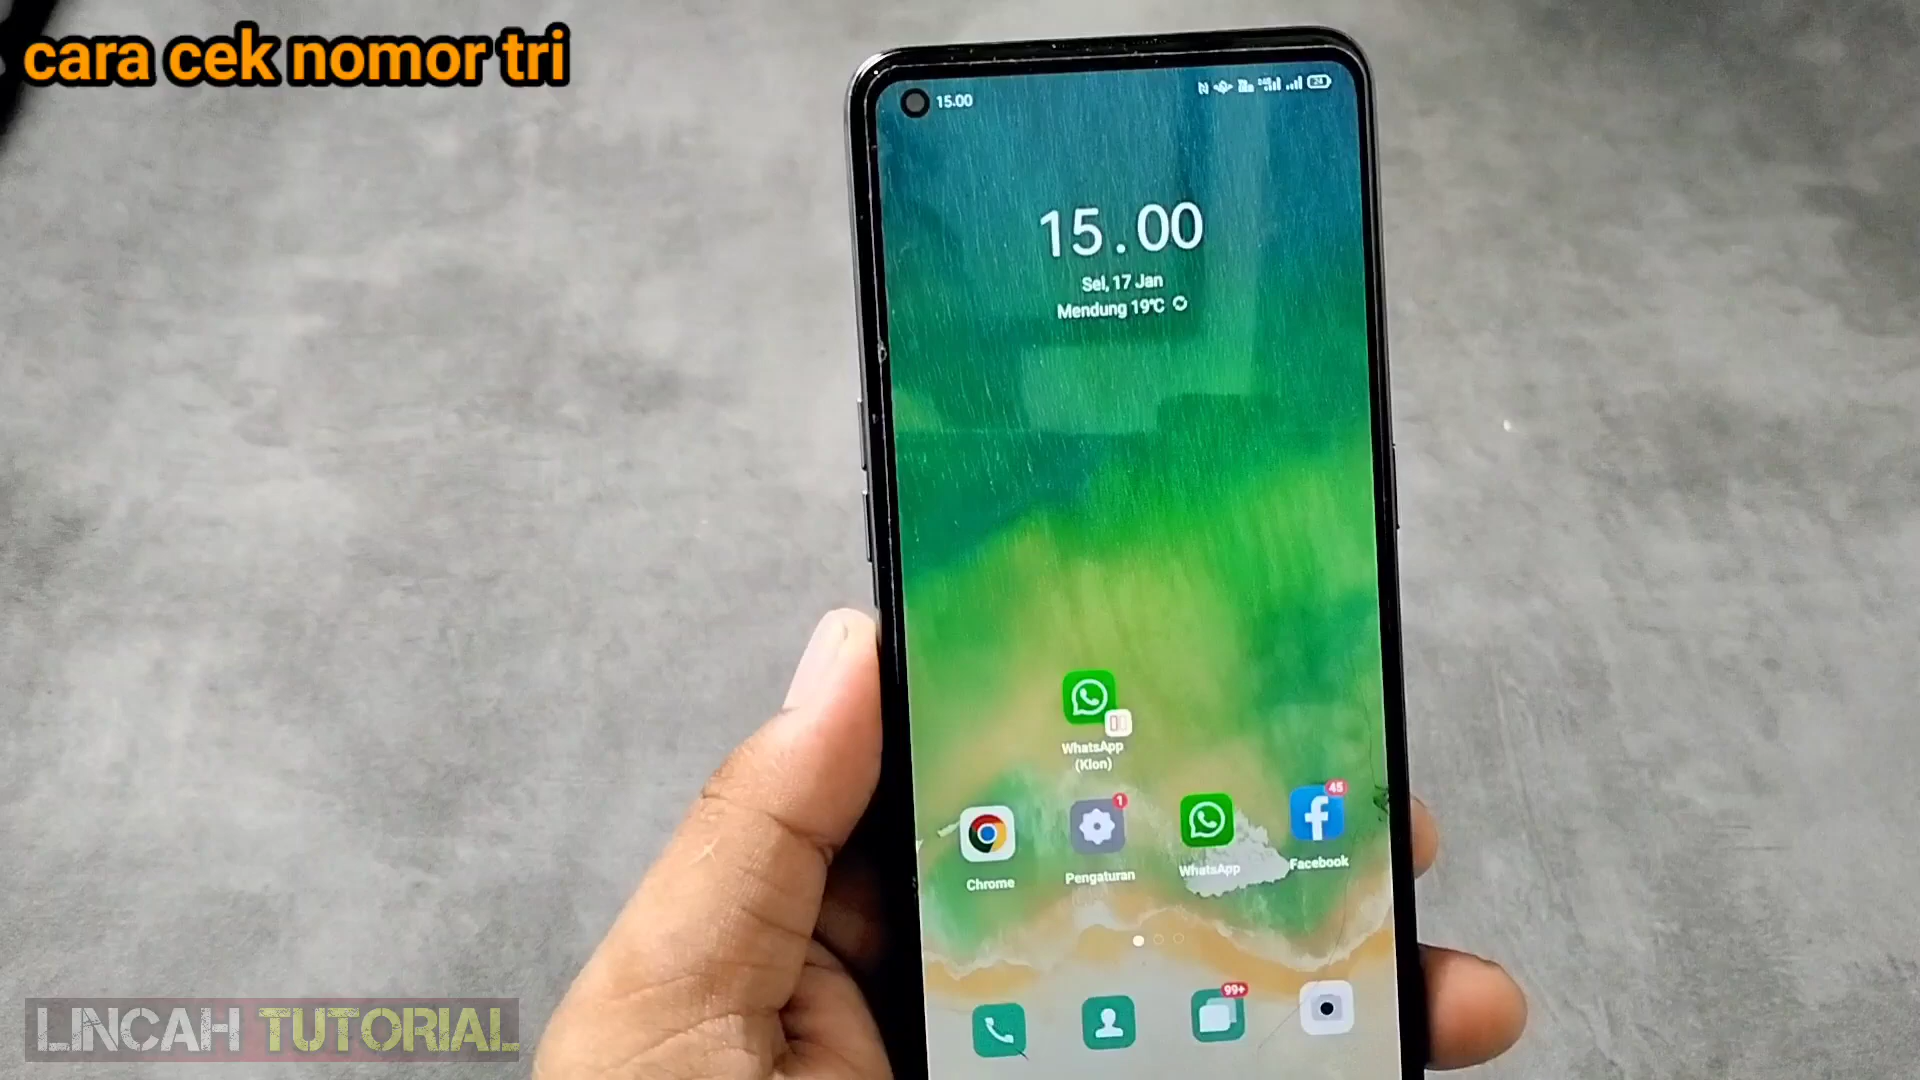 cara cek nomor tri
15.00
24
15.00
Sel, 17 Jan
Mendung 19°C
WhatsApp
(Klon)
1
45
Chrome
Pengaturan
WhatsApp
Facebook
99+
LINCAH TUTORIAL